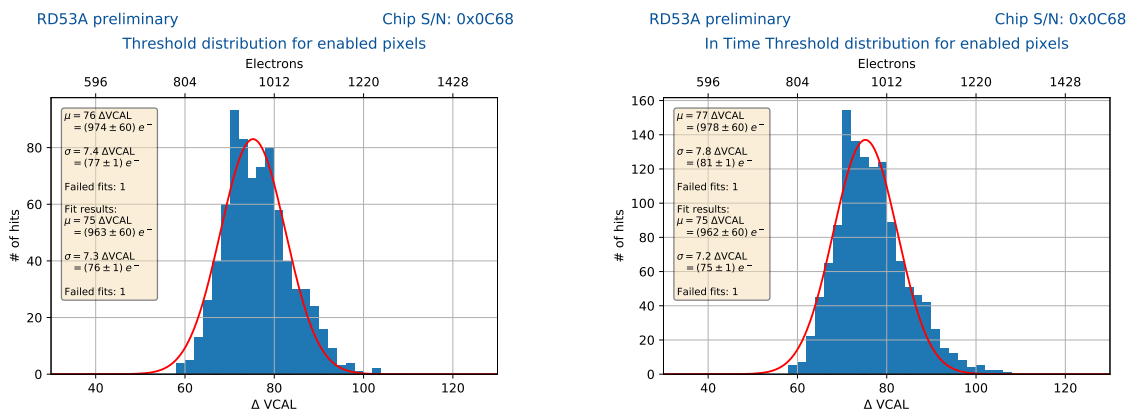 RD53A preliminary
Chip S/N: 0x0C68
Threshold distribution for enabled pixels
Electrons
596 804 1012 1220 1428
μ = 76 ΔVCAL
= (974 ± 60) e⁻
σ = 7.4 ΔVCAL
= (77 ± 1) e⁻
Failed fits: 1
Fit results:
μ = 75 ΔVCAL
= (963 ± 60) e⁻
σ = 7.3 ΔVCAL
= (76 ± 1) e⁻
Failed fits: 1
# of hits
80
60
40
20
0
40 60 80 100 120
Δ VCAL
RD53A preliminary
Chip S/N: 0x0C68
In Time Threshold distribution for enabled pixels
Electrons
596 804 1012 1220 1428
μ = 77 ΔVCAL
= (978 ± 60) e⁻
σ = 7.8 ΔVCAL
= (81 ± 1) e⁻
Failed fits: 1
Fit results:
μ = 75 ΔVCAL
= (962 ± 60) e⁻
σ = 7.2 ΔVCAL
= (75 ± 1) e⁻
Failed fits: 1
# of hits
160
140
120
100
80
60
40
20
0
40 60 80 100 120
Δ VCAL